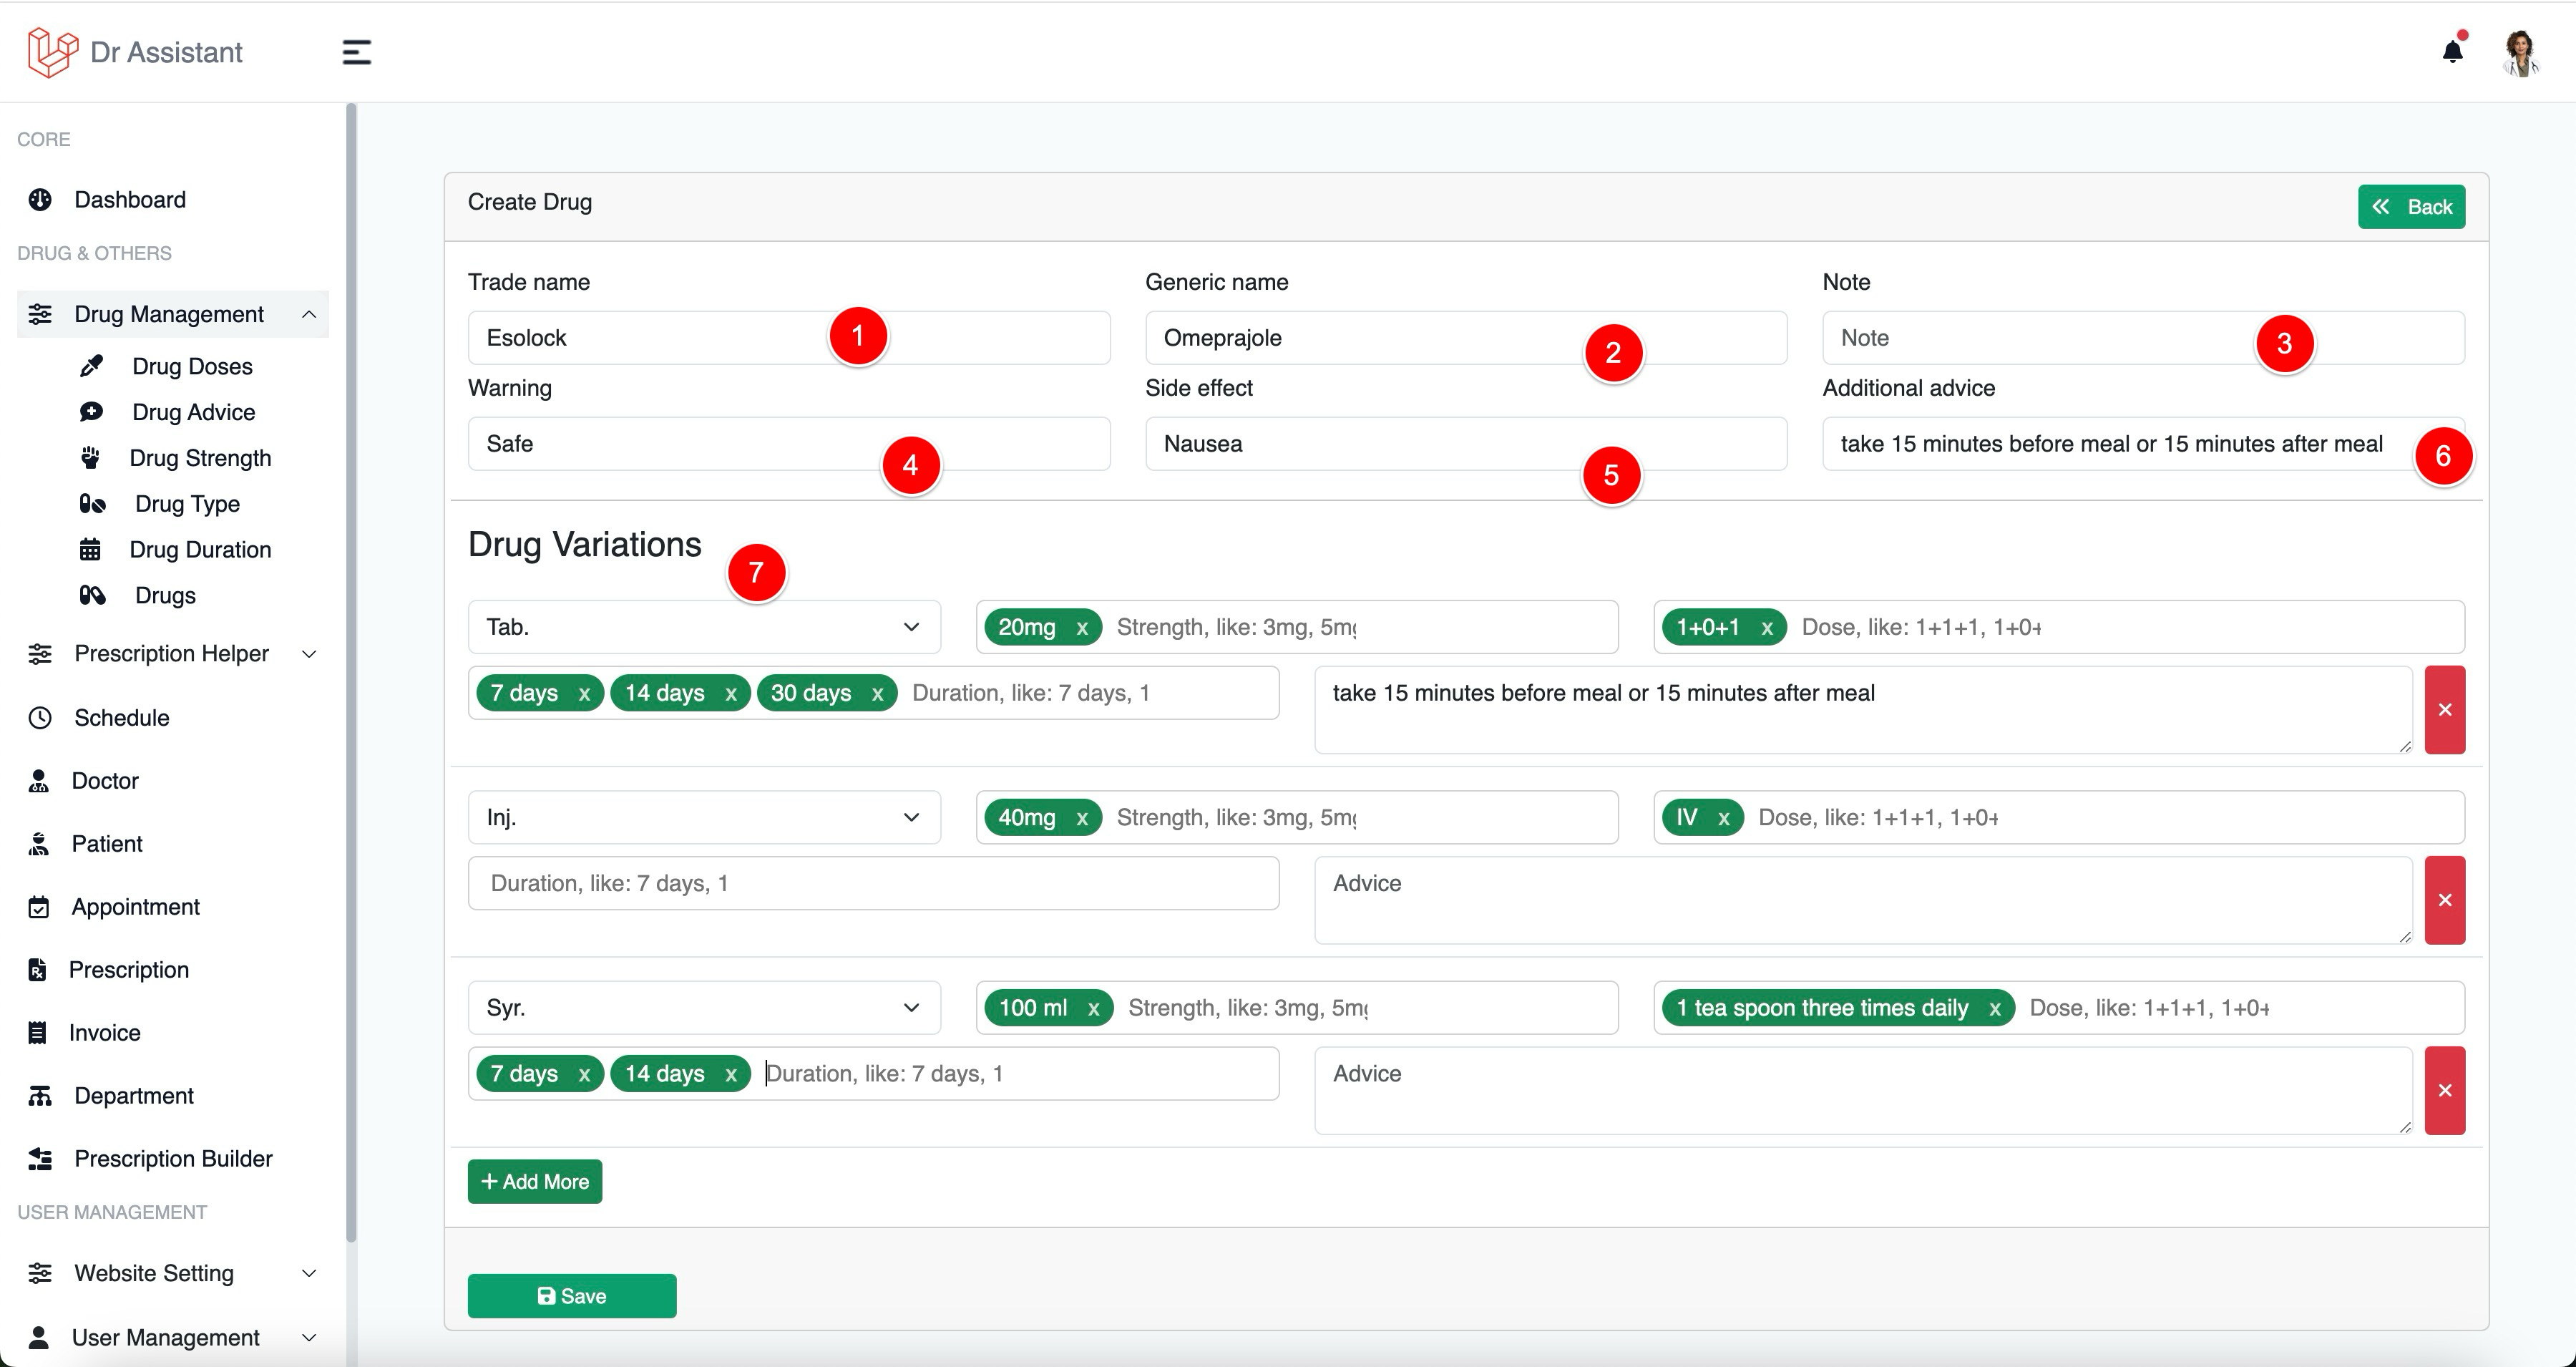 Dr Assistant
CORE
Dashboard
DRUG & OTHERS
Drug Management
Drug Doses
Drug Advice
Drug Strength
Drug Type
Drug Duration
Drugs
Prescription Helper
Schedule
Doctor
Patient
Appointment
Prescription
Invoice
Department
Prescription Builder
USER MANAGEMENT
Website Setting
User Management
Create Drug
Back
Trade name
Generic name
Note
Esolock
1
Omeprajole
2
Note
3
Warning
Side effect
Additional advice
Safe
4
Nausea
5
take 15 minutes before meal or 15 minutes after meal
6
Drug Variations
7
Tab.
20mg x Strength, like: 3mg, 5m
1+0+1 x Dose, like: 1+1+1, 1+0+
7 days x 14 days x 30 days x Duration, like: 7 days, 1
take 15 minutes before meal or 15 minutes after meal
Inj.
40mg x Strength, like: 3mg, 5m
IV x Dose, like: 1+1+1, 1+0+
Duration, like: 7 days, 1
Advice
Syr.
100 ml x Strength, like: 3mg, 5m
1 tea spoon three times daily x Dose, like: 1+1+1, 1+0+
7 days x 14 days x Duration, like: 7 days, 1
Advice
+ Add More
Save